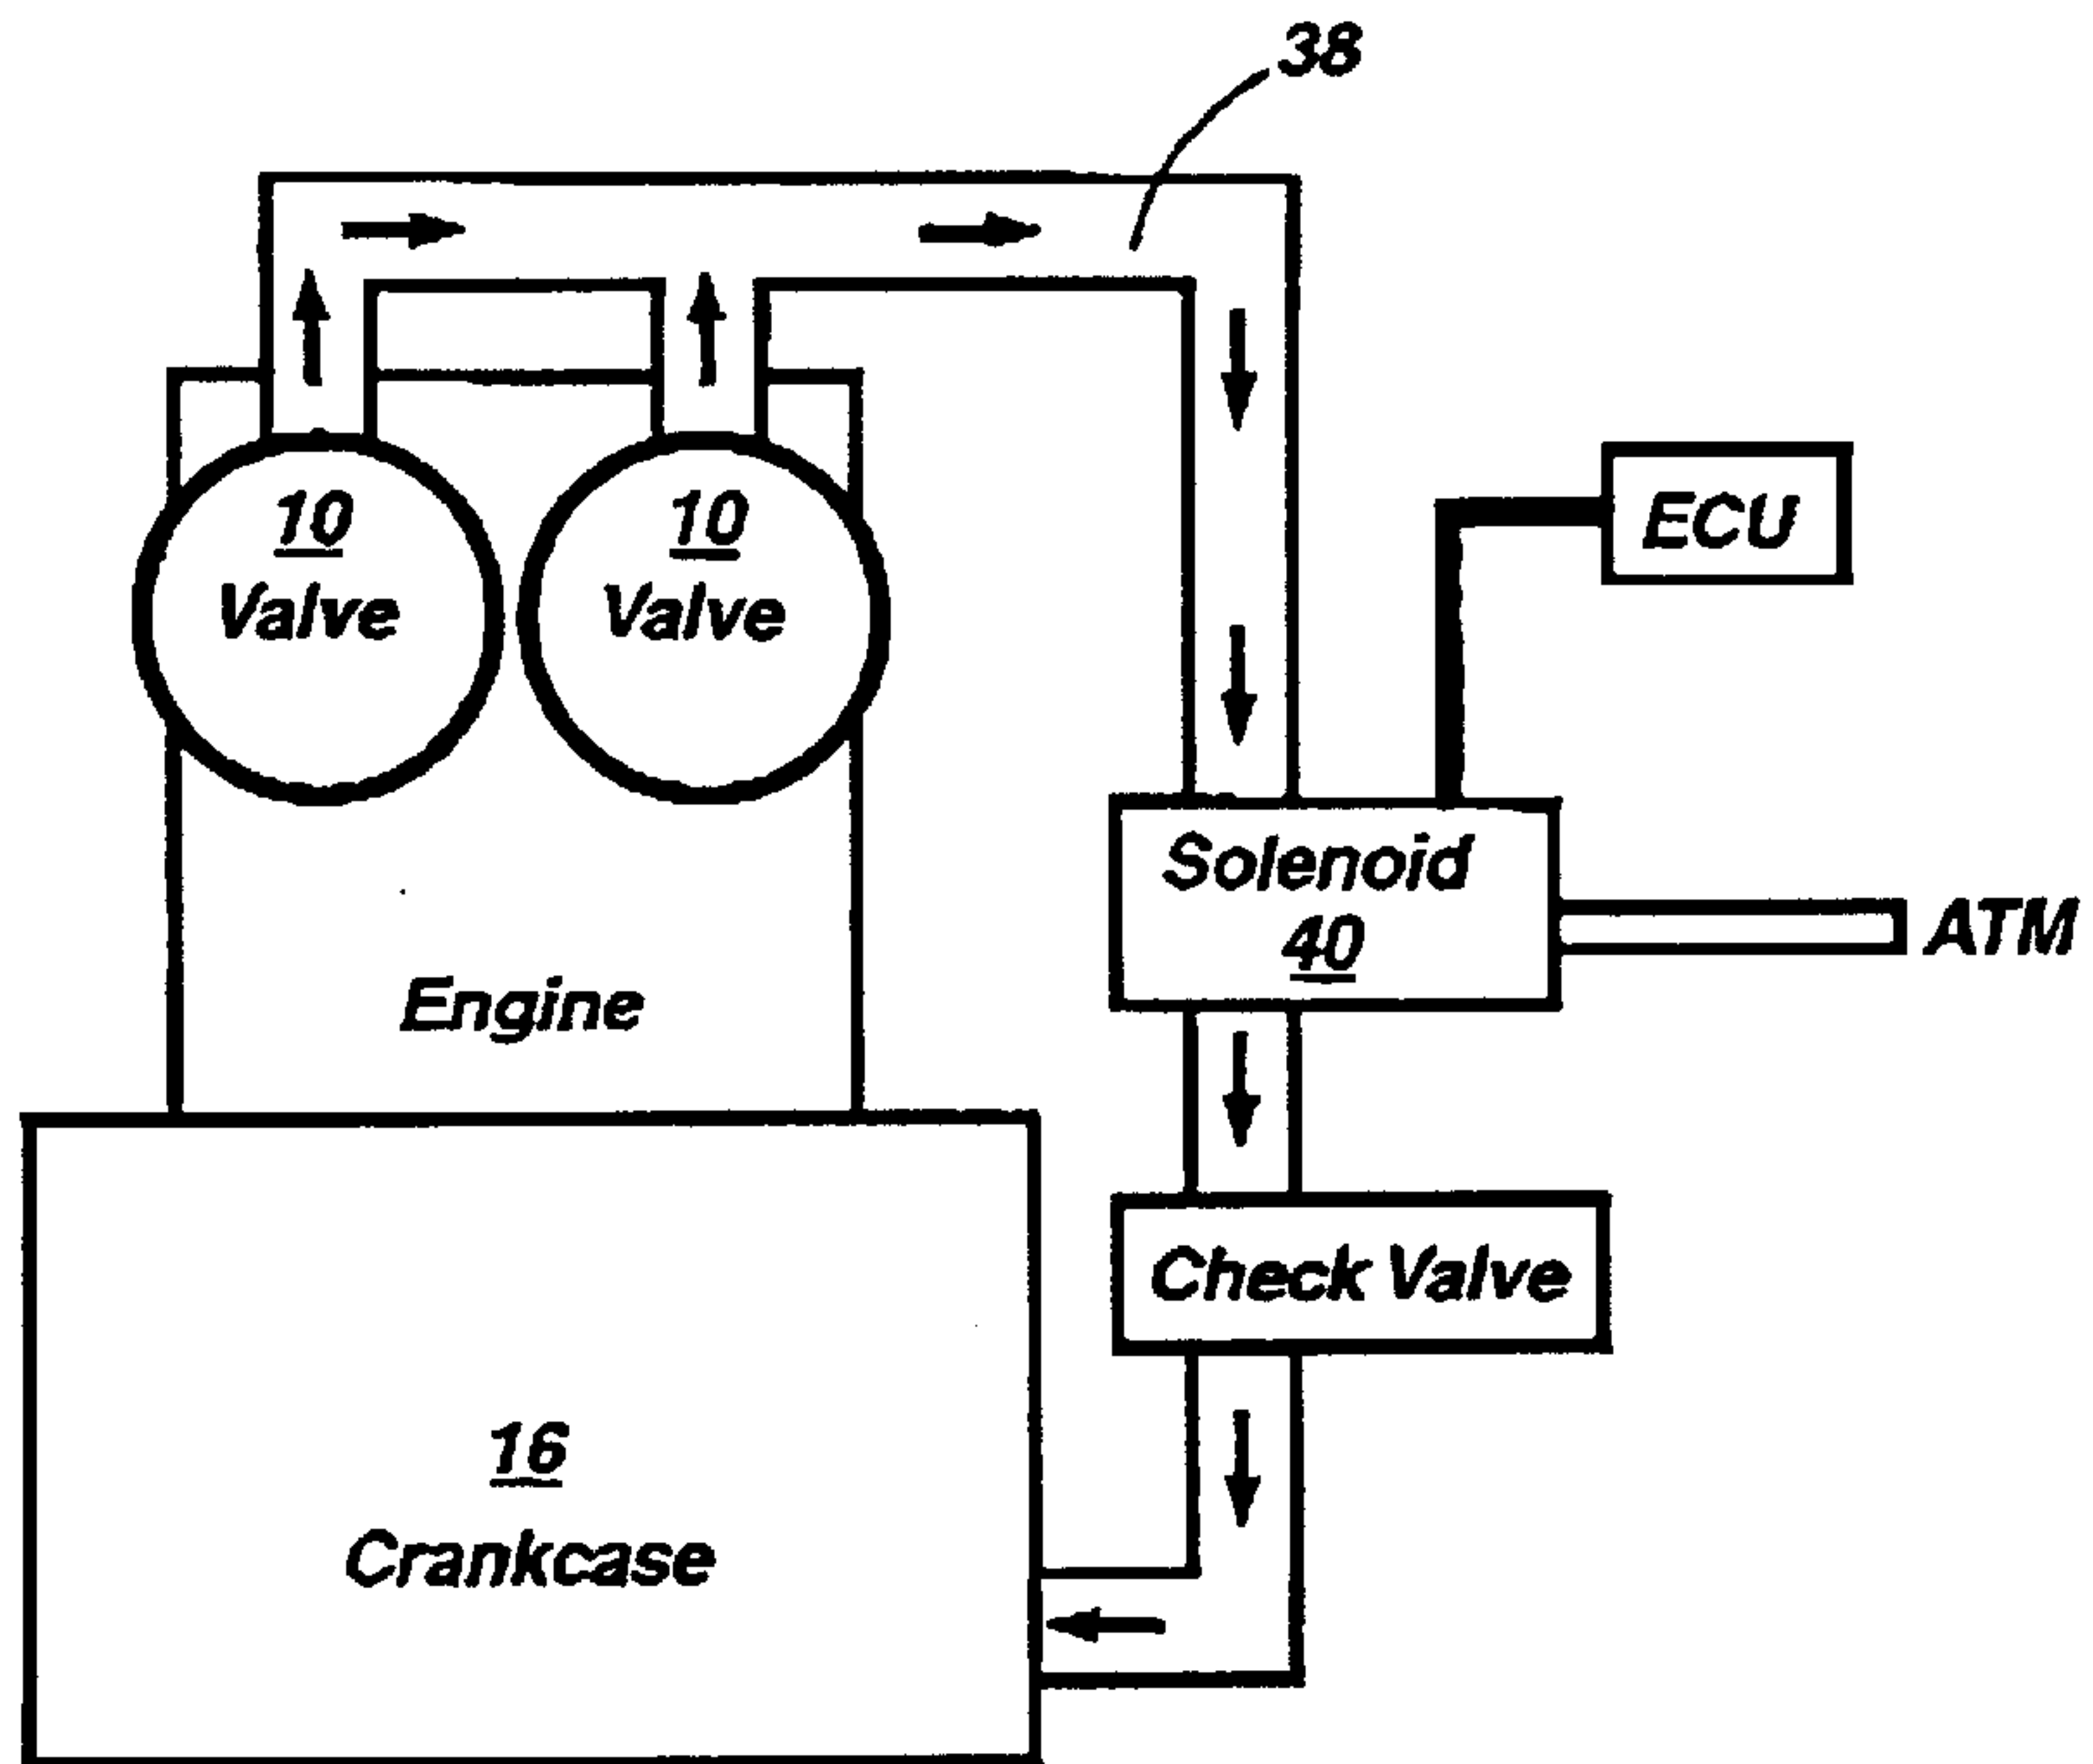 38
10
Valve
10
Valve
ECU
Solenoid
40
ATM
Engine
Check Valve
16
Crankcase